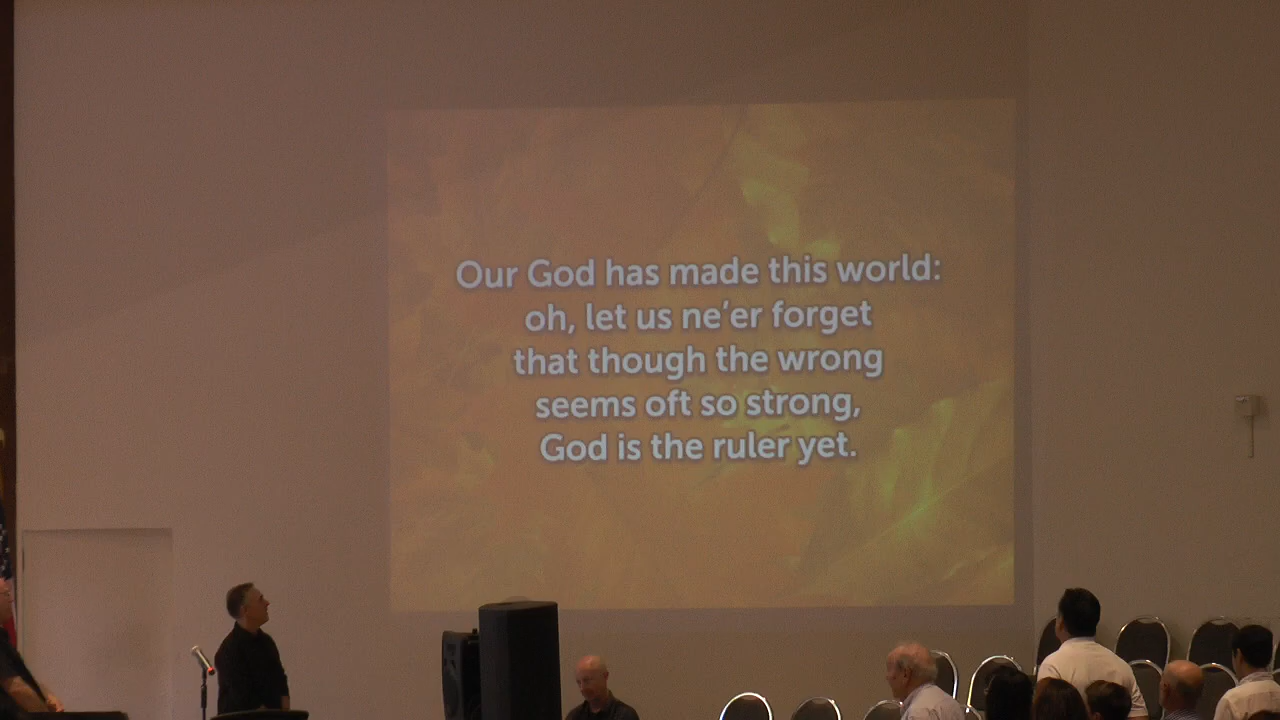 Our God has made this world:
oh, let us ne’er forget
that though the wrong
seems oft so strong,
God is the ruler yet.